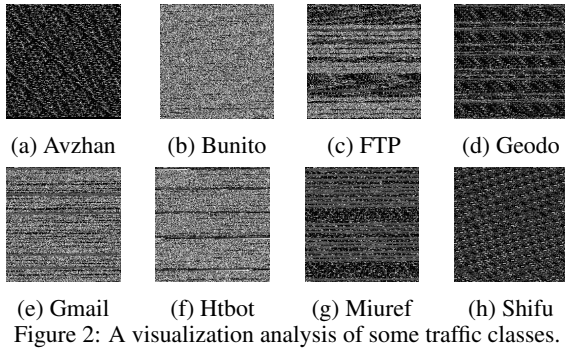 (a) Avzhan (b) Bunito (c) FTP (d) Geodo
(e) Gmail (f) Htbot (g) Miuref (h) Shifu
Figure 2: A visualization analysis of some traffic classes.